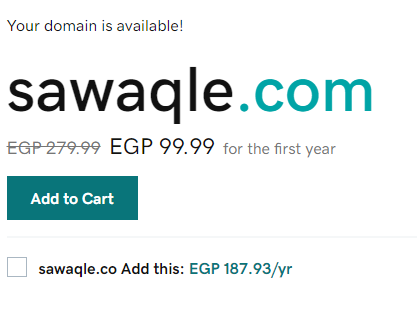 Your domain is available!
sawaqle.com
EGP 279.99 EGP 99.99 for the first year
Add to Cart
sawaqle.co Add this: EGP 187.93/yr